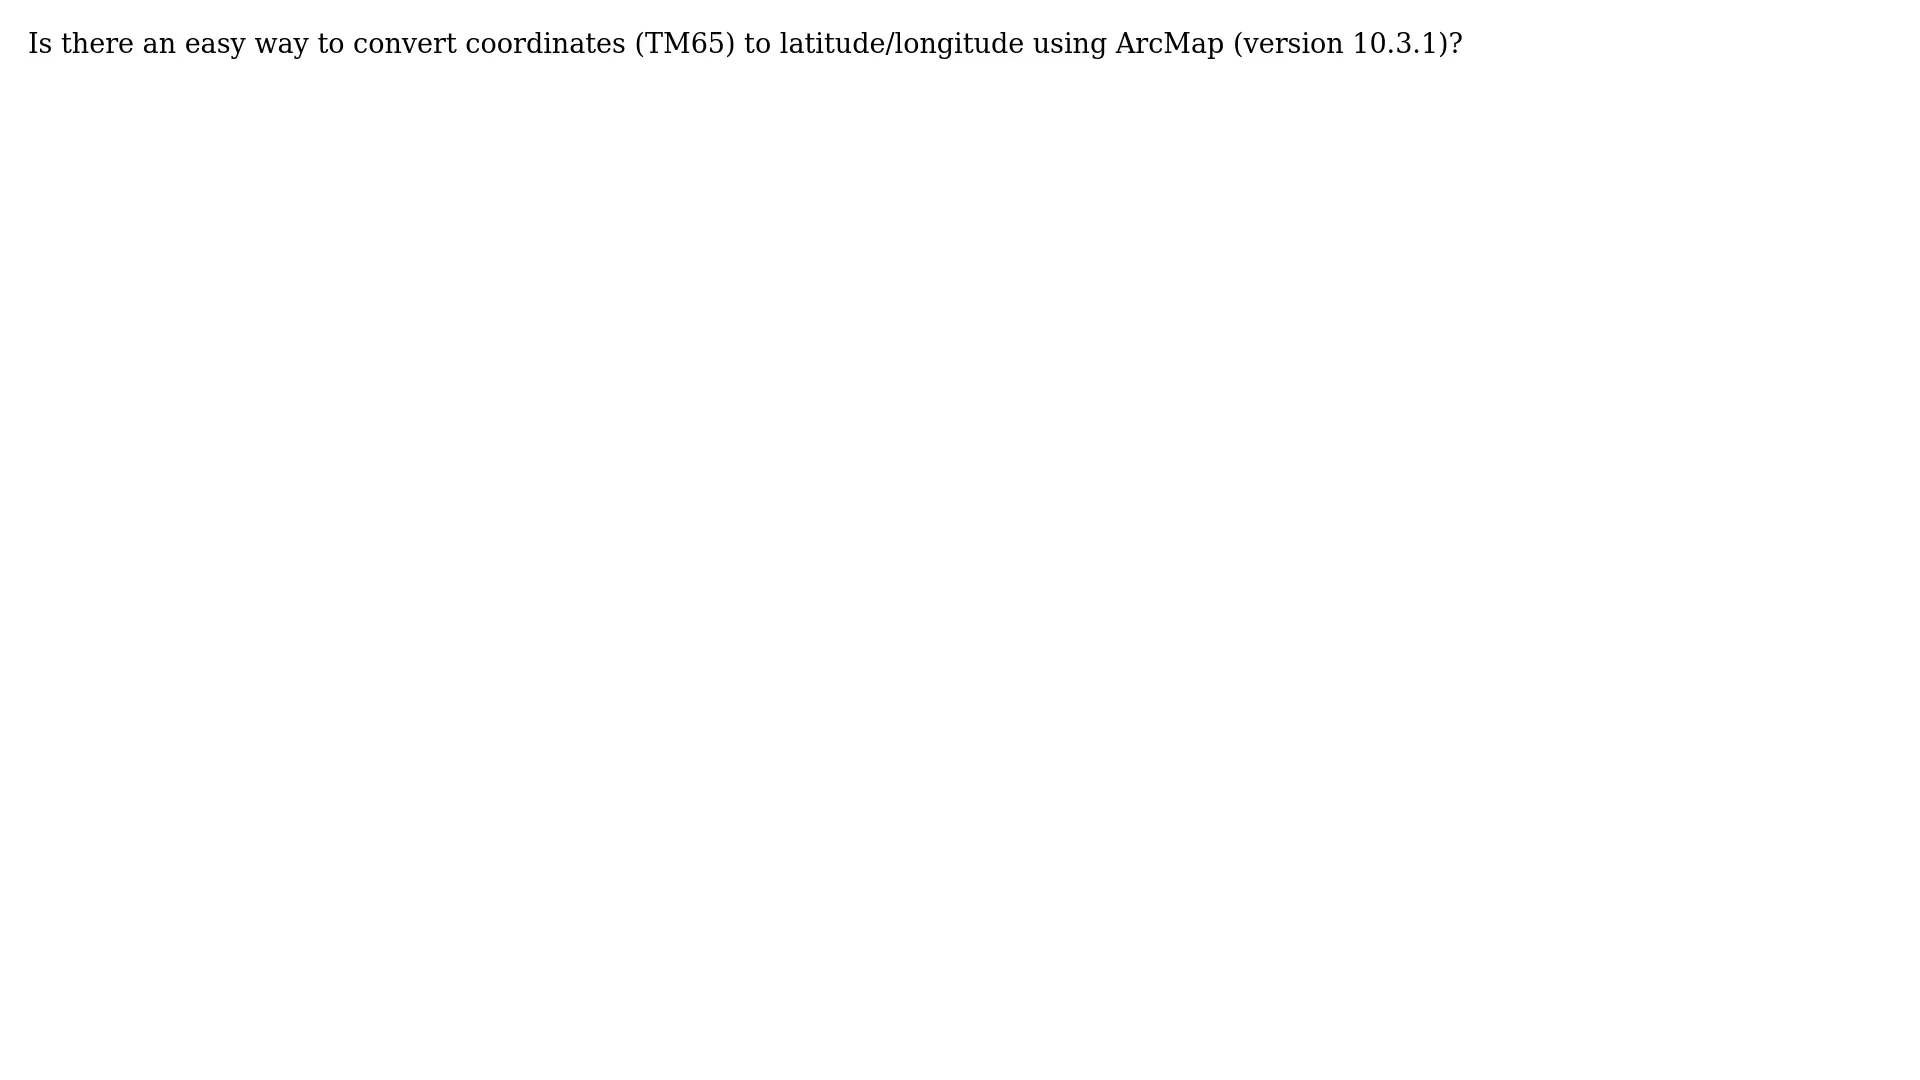 Is there an easy way to convert coordinates (TM65) to latitude/longitude using ArcMap (version 10.3.1)?